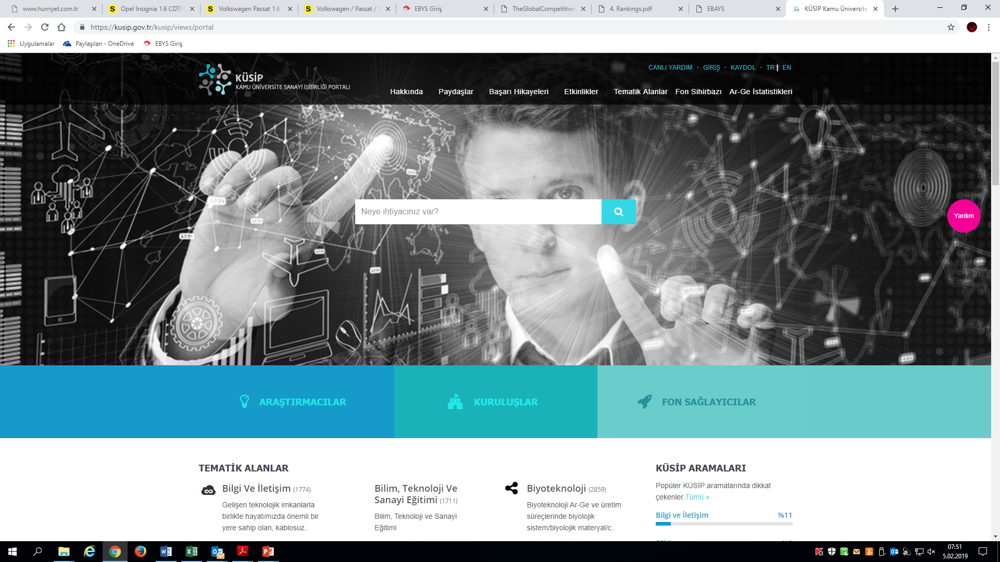 www.hurriyet.com.tr
Opel Insignia 1.6 CDTI
Volkswagen Passat 1.6
Volkswagen / Passat / 1
EBYS Giriş
TheGlobalCompetitive
4. Rankings.pdf
EBAYS
KÜSİP Kamu Üniversite
https://kusip.gov.tr/kusip/views/portal
Uygulamalar
Paylaşılan - OneDrive
EBYS Giriş
CANLI YARDIM · GİRİŞ · KAYDOL · TR | EN
KÜSİP
KAMU ÜNİVERSİTE SANAYİ İŞBİRLİĞİ PORTALI
Hakkında Paydaşlar Başarı Hikayeleri Etkinlikler Tematik Alanlar Fon Sihirbazı Ar-Ge İstatistikleri
Neye ihtiyacınız var?
Yardım
ARAŞTIRMACILAR
KURULUŞLAR
FON SAĞLAYICILAR
TEMATİK ALANLAR
Bilgi Ve İletişim (1774)
Gelişen teknolojik imkanlarla
birlikte hayatımızda önemli bir
yere sahip olan, kablosuz..
Bilim, Teknoloji Ve
Sanayi Eğitimi (1711)
Bilim, Teknoloji ve Sanayi
Eğitimi
Biyoteknoloji (2859)
Biyoteknoloji Ar-Ge ve üretim
süreçlerinde biyolojik
sistem/biyolojik materyal/c..
KÜSİP ARAMALARI
Popüler KÜSİP aramalarında dikkat
çekenler.Tümü »
Bilgi ve İletişim %11
07:51
5.02.2019